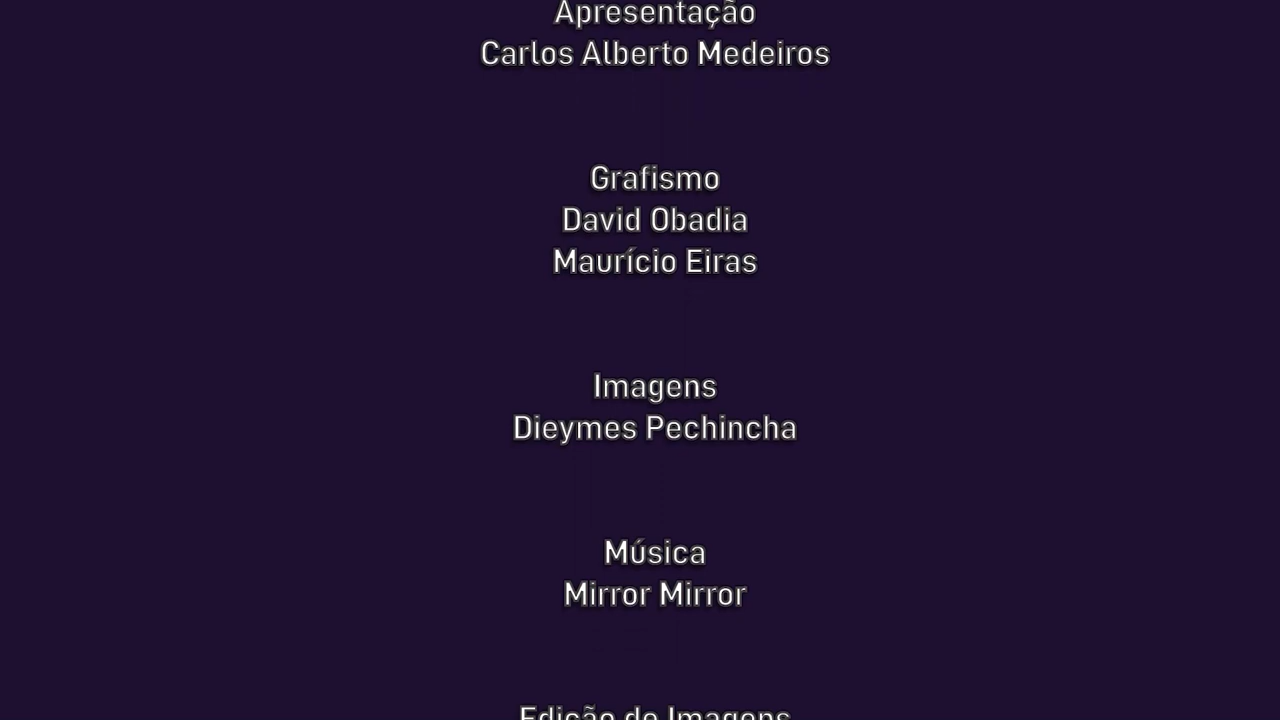 Apresentação
Carlos Alberto Medeiros
Grafismo
David Obadia
Maurício Eiras
Imagens
Dieymes Pechincha
Música
Mirror Mirror
Edição de Imagens